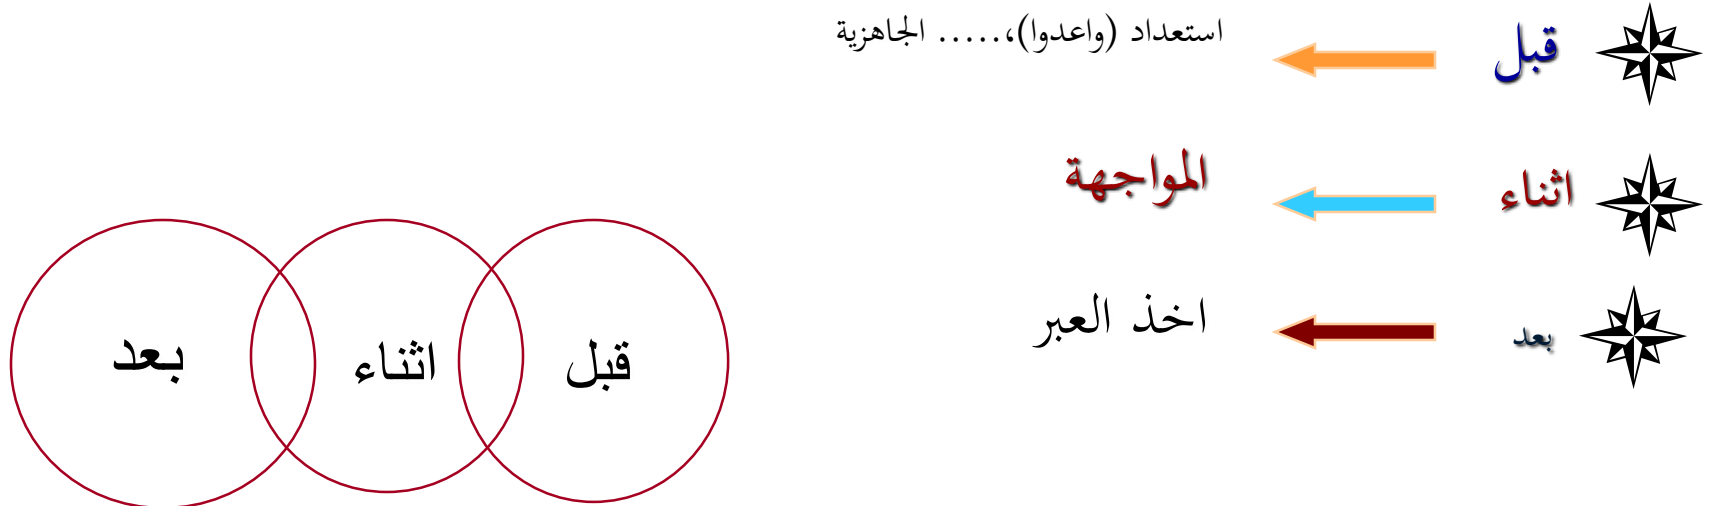 قبل
استعداد (واعدوا)،..... الجاهزية
اثناء
المواجهة
بعد
اخذ العبر
قبل
اثناء
بعد